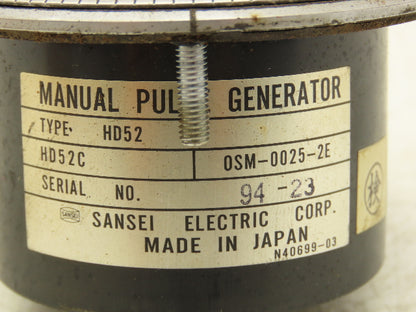 MANUAL PUL GENERATOR
TYPE HD52
HD52C OSM-0025-2E
SERIAL NO. 94-23
SANSEI SANSEI ELECTRIC CORP.
MADE IN JAPAN
N40699-03